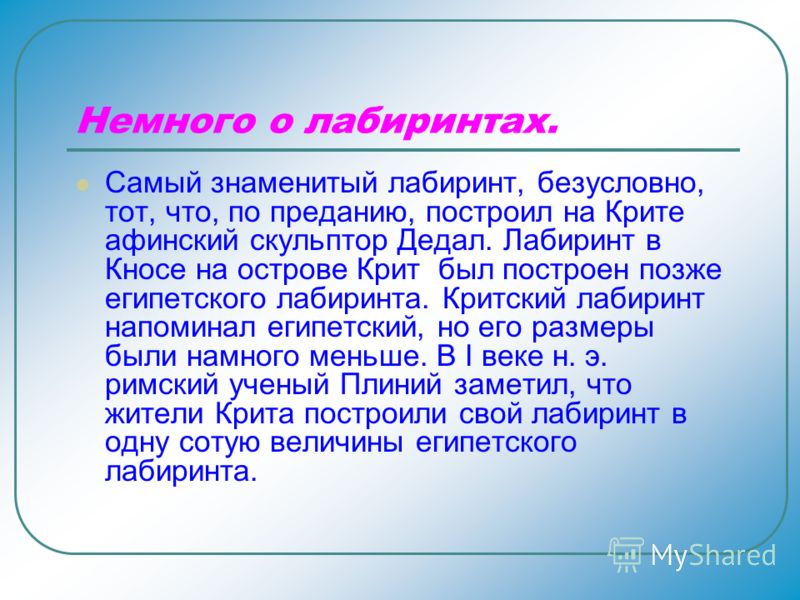 Немного о лабиринтах.
Самый знаменитый лабиринт, безусловно,
тот, что, по преданию, построил на Крите
афинский скульптор Дедал. Лабиринт в
Кносе на острове Крит был построен позже
египетского лабиринта. Критский лабиринт
напоминал египетский, но его размеры
были намного меньше. В I веке н. э.
римский ученый Плиний заметил, что
жители Крита построили свой лабиринт в
одну сотую величины египетского
лабиринта.
MyShared